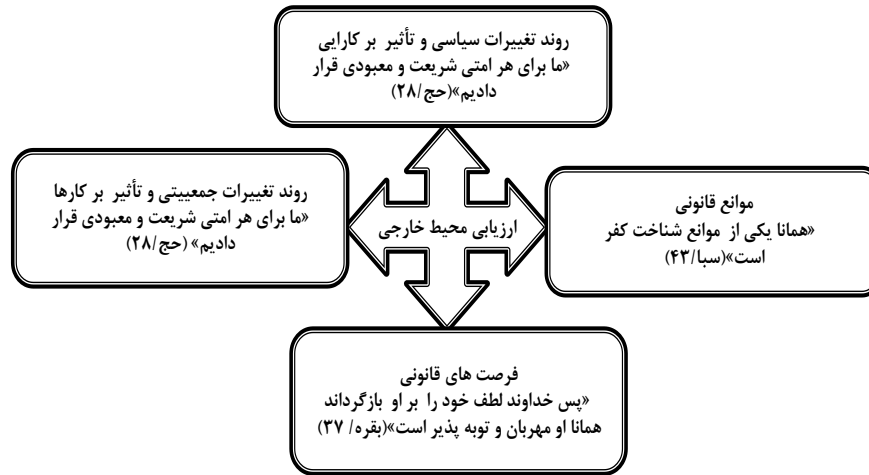 روند تغییرات سیاسی و تأثیر بر کارایی
«ما برای هر امتی شریعت و معبودی قرار
دادیم»(حج/۲۸)
موانع قانونی
«همانا یکی از موانع شناخت کفر
است»(سبا/۴۳)
ارزیابی محیط خارجی
روند تغییرات جمعییتی و تأثیر بر کارها
«ما برای هر امتی شریعت و معبودی قرار
دادیم» (حج/۲۸)
فرصت های قانونی
«پس خداوند لطف خود را بر او بازگرداند
همانا او مهربان و توبه پذیر است»(بقره/ ۳۷)